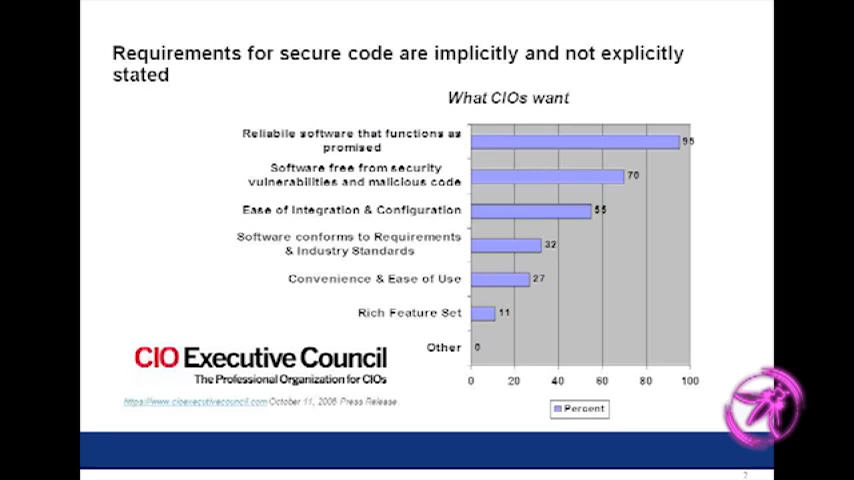 Requirements for secure code are implicitly and not explicitly
stated
What CIOs want
Reliabile software that functions as
promised
95
Software free from security
vulnerabilities and malicious code
70
Ease of Integration & Configuration
55
Software conforms to Requirements
& Industry Standards
32
Convenience & Ease of Use
27
Rich Feature Set
11
Other
0
0 20 40 60 80 100
Percent
CIO Executive Council
The Professional Organization for CIOs
https://www.cioexecutivecouncil.com October 11, 2006 Press Release
2